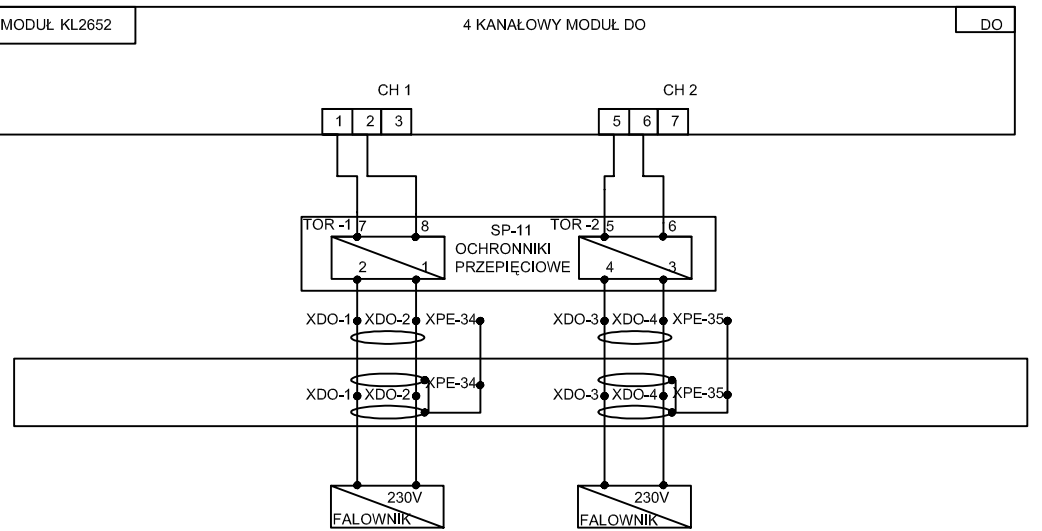 MODUŁ KL2652
4 KANAŁOWY MODUŁ DO
DO
CH 1
CH 2
1 2 3
5 6 7
TOR -1 7 8
SP-11
TOR -2 5 6
OCHRONNIKI
PRZEPIĘCIOWE
2 1
4 3
XDO-1 XDO-2 XPE-34
XDO-3 XDO-4 XPE-35
XPE-34
XPE-35
XDO-1 XDO-2
XDO-3 XDO-4
230V
FALOWNIK
230V
FALOWNIK